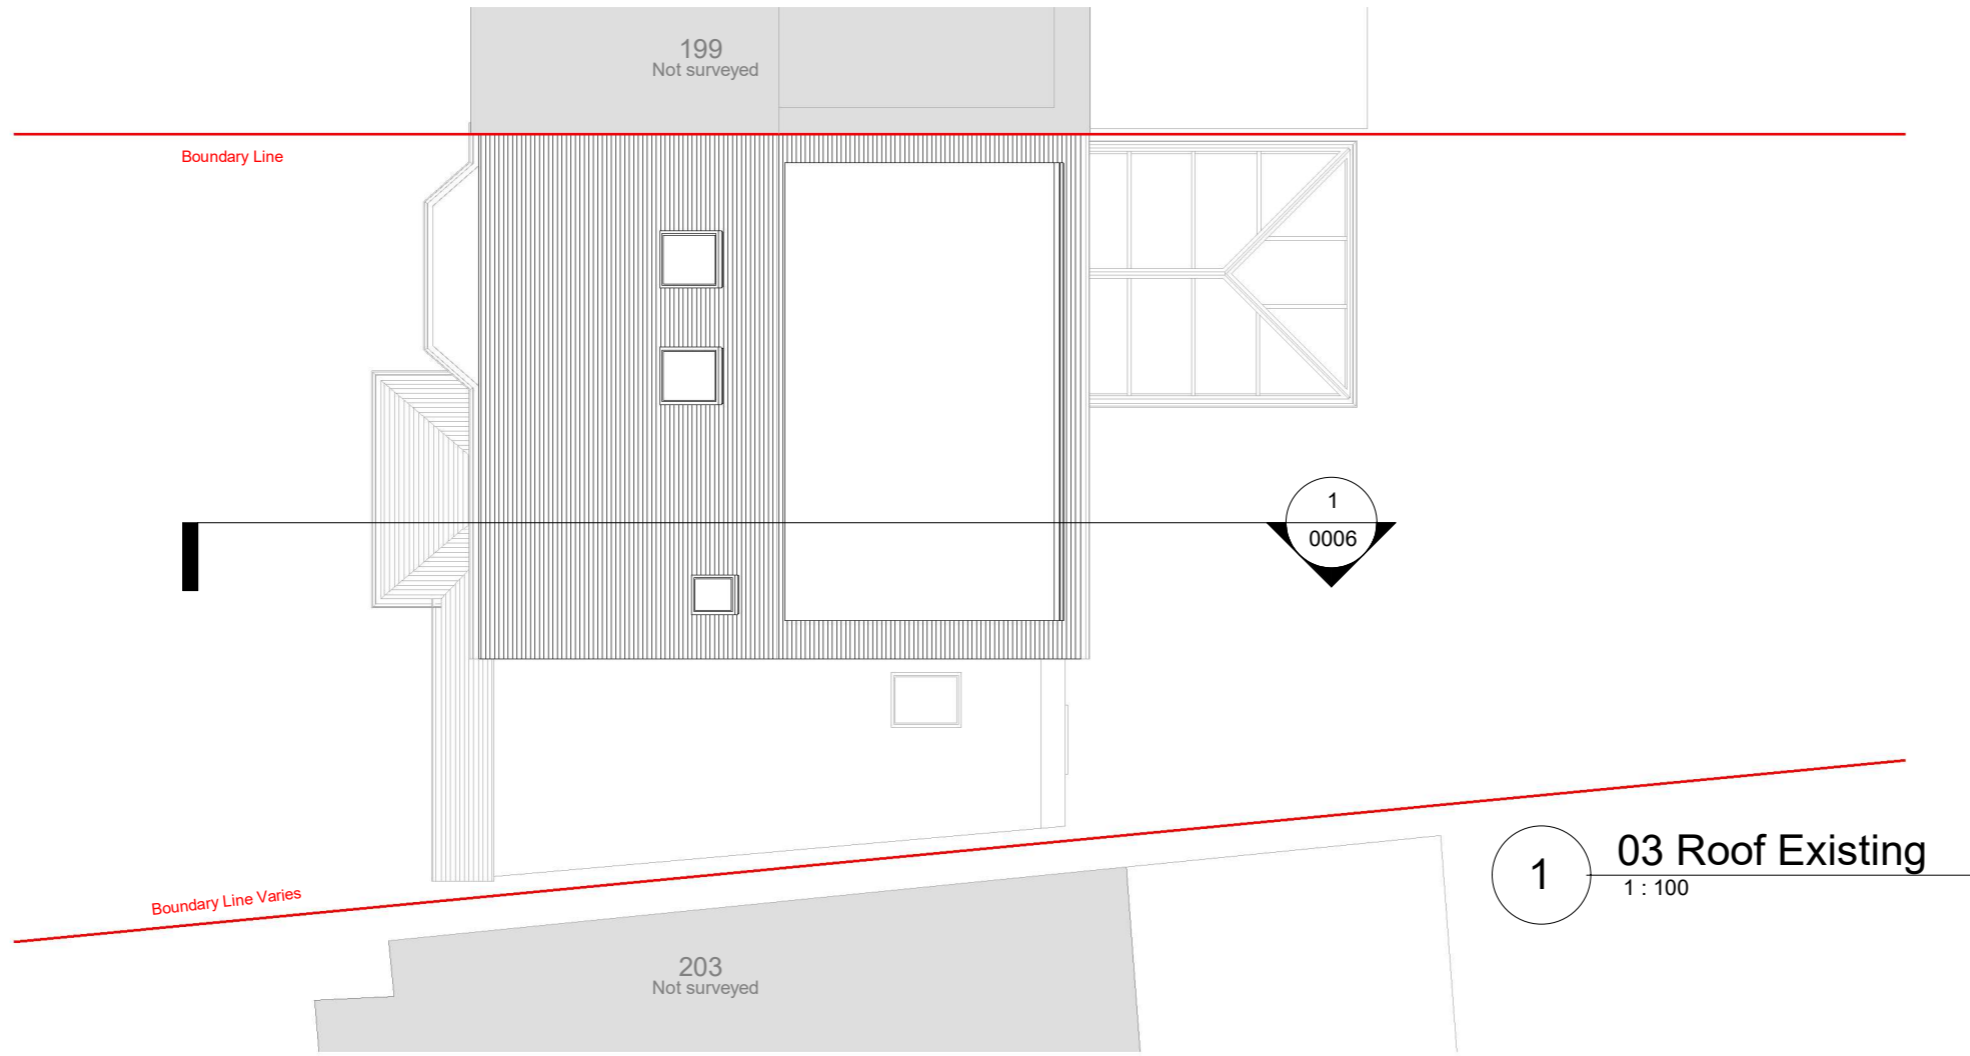 199
Not surveyed
Boundary Line
1
0006
Boundary Line Varies
1
03 Roof Existing
1 : 100
203
Not surveyed